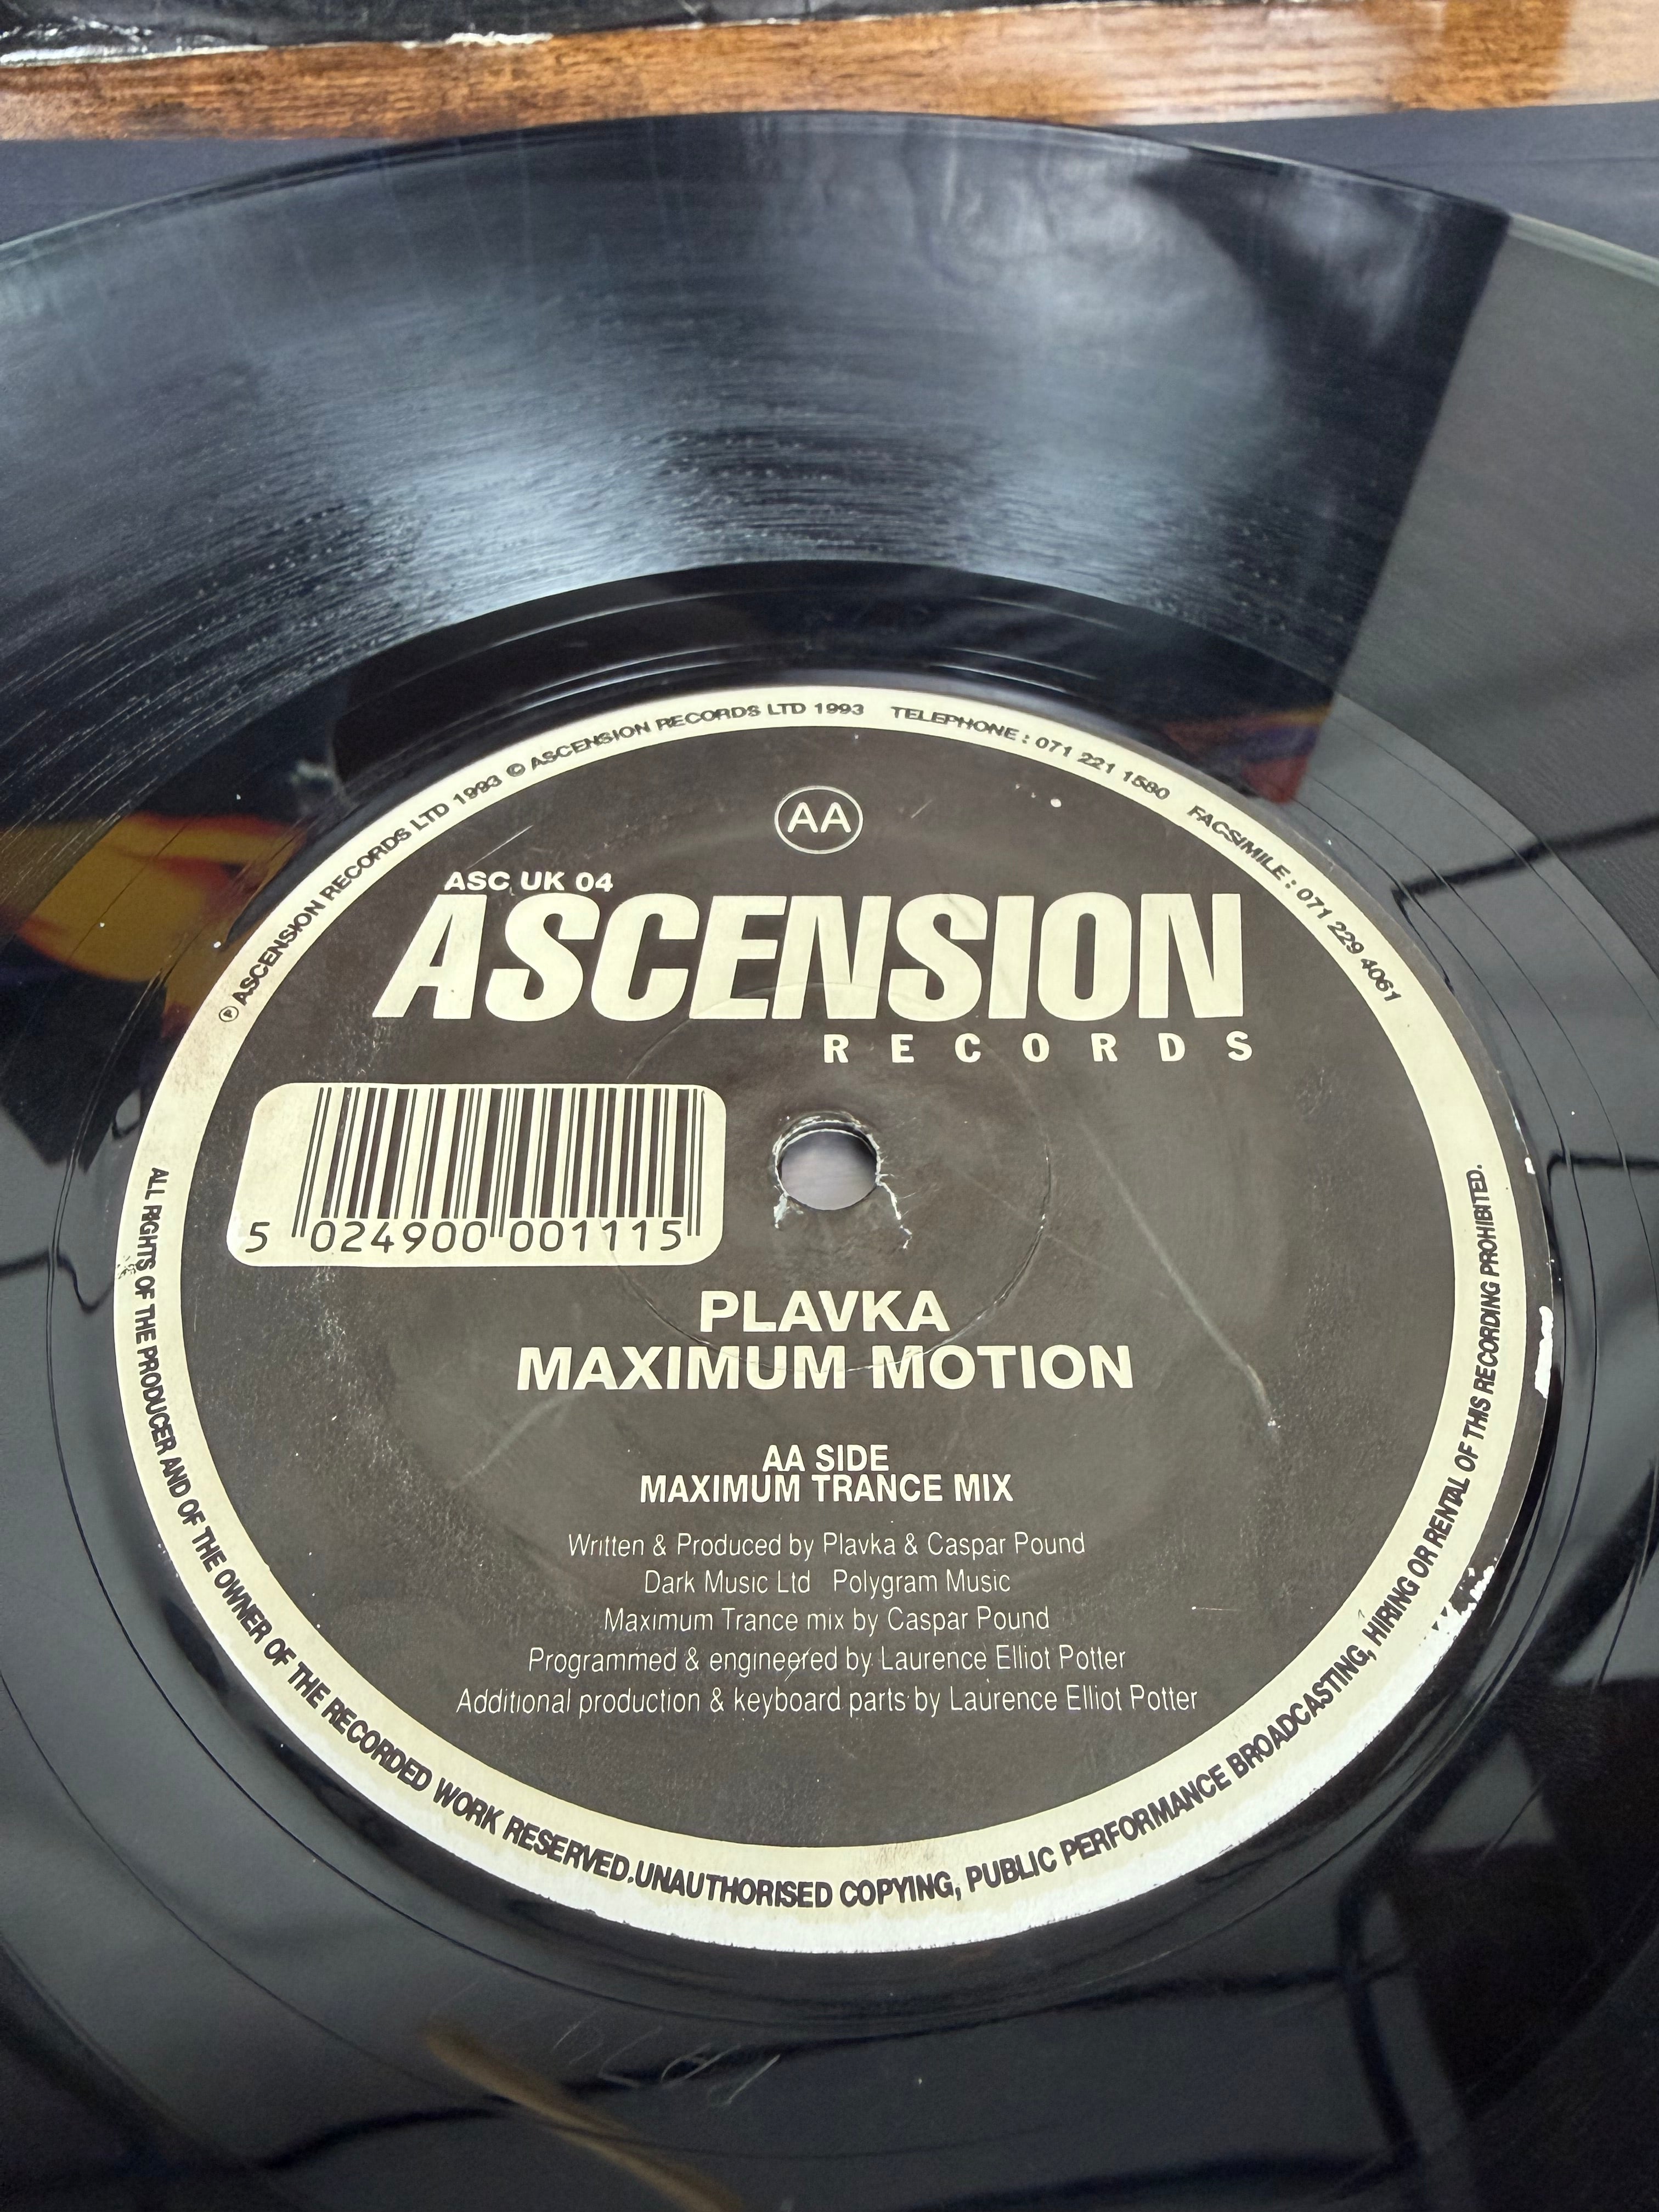 Ⓟ ASCENSION RECORDS LTD 1993 © ASCENSION RECORDS LTD 1993 TELEPHONE : 071 221 1580 FACSIMILE : 071 229 4061
AA
ASC UK 04
ASCENSION
RECORDS
5 024900 001115
PLAVKA
MAXIMUM MOTION
AA SIDE
MAXIMUM TRANCE MIX
Written & Produced by Plavka & Caspar Pound
Dark Music Ltd Polygram Music
Maximum Trance mix by Caspar Pound
Programmed & engineered by Laurence Elliot Potter
Additional production & keyboard parts by Laurence Elliot Potter
ALL RIGHTS OF THE PRODUCER AND OF THE OWNER OF THE RECORDED WORK RESERVED.UNAUTHORISED COPYING, PUBLIC PERFORMANCE BROADCASTING, HIRING OR RENTAL OF THIS RECORDING PROHIBITED.